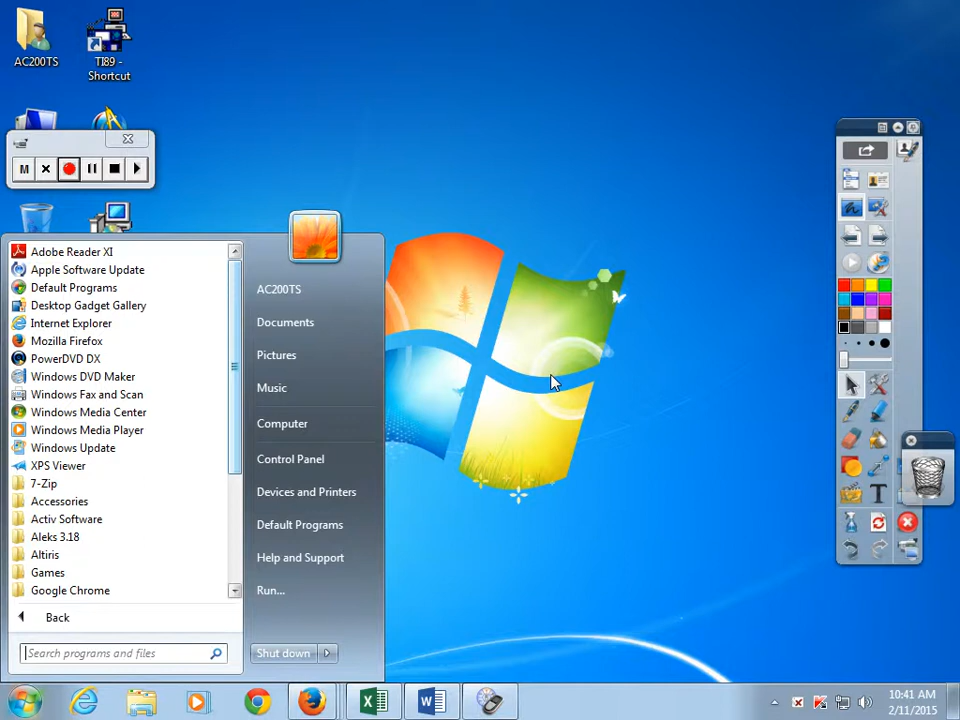 AC200TS
TI89 -
Shortcut
M
Adobe Reader XI
Apple Software Update
Default Programs
Desktop Gadget Gallery
Internet Explorer
Mozilla Firefox
PowerDVD DX
Windows DVD Maker
Windows Fax and Scan
Windows Media Center
Windows Media Player
Windows Update
XPS Viewer
7-Zip
Accessories
Activ Software
Aleks 3.18
Altiris
Games
Google Chrome
Back
Search programs and files
AC200TS
Documents
Pictures
Music
Computer
Control Panel
Devices and Printers
Default Programs
Help and Support
Run...
Shut down
T
10:41 AM
2/11/2015